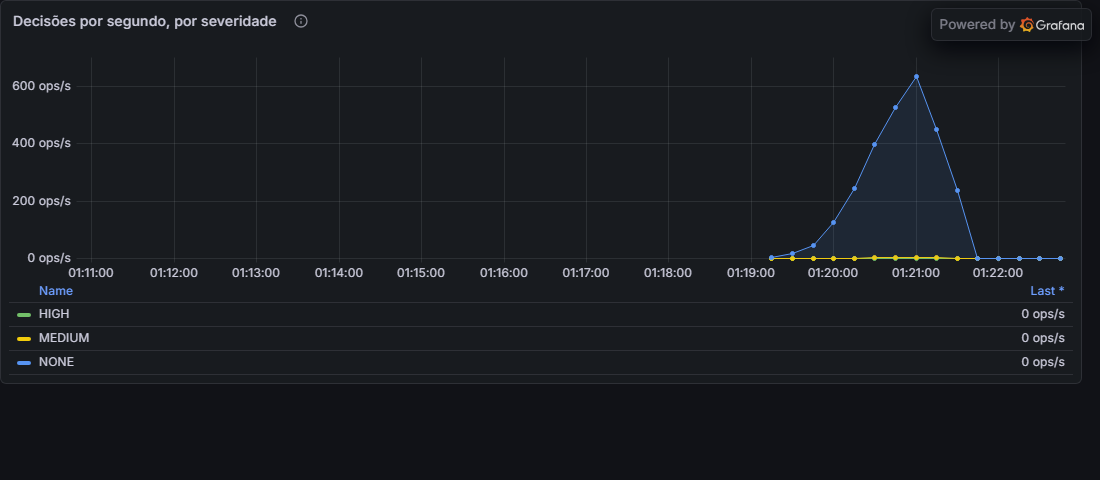 Decisões por segundo, por severidade
Powered by Grafana
600 ops/s
400 ops/s
200 ops/s
0 ops/s
01:11:00 01:12:00 01:13:00 01:14:00 01:15:00 01:16:00 01:17:00 01:18:00 01:19:00 01:20:00 01:21:00 01:22:00
Name Last *
HIGH 0 ops/s
MEDIUM 0 ops/s
NONE 0 ops/s